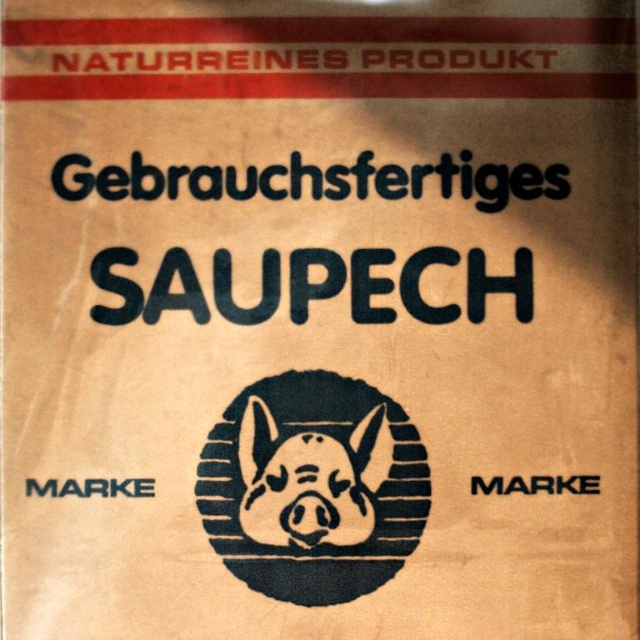 NATURREINES PRODUKT
Gebrauchsfertiges
SAUPECH
MARKE MARKE